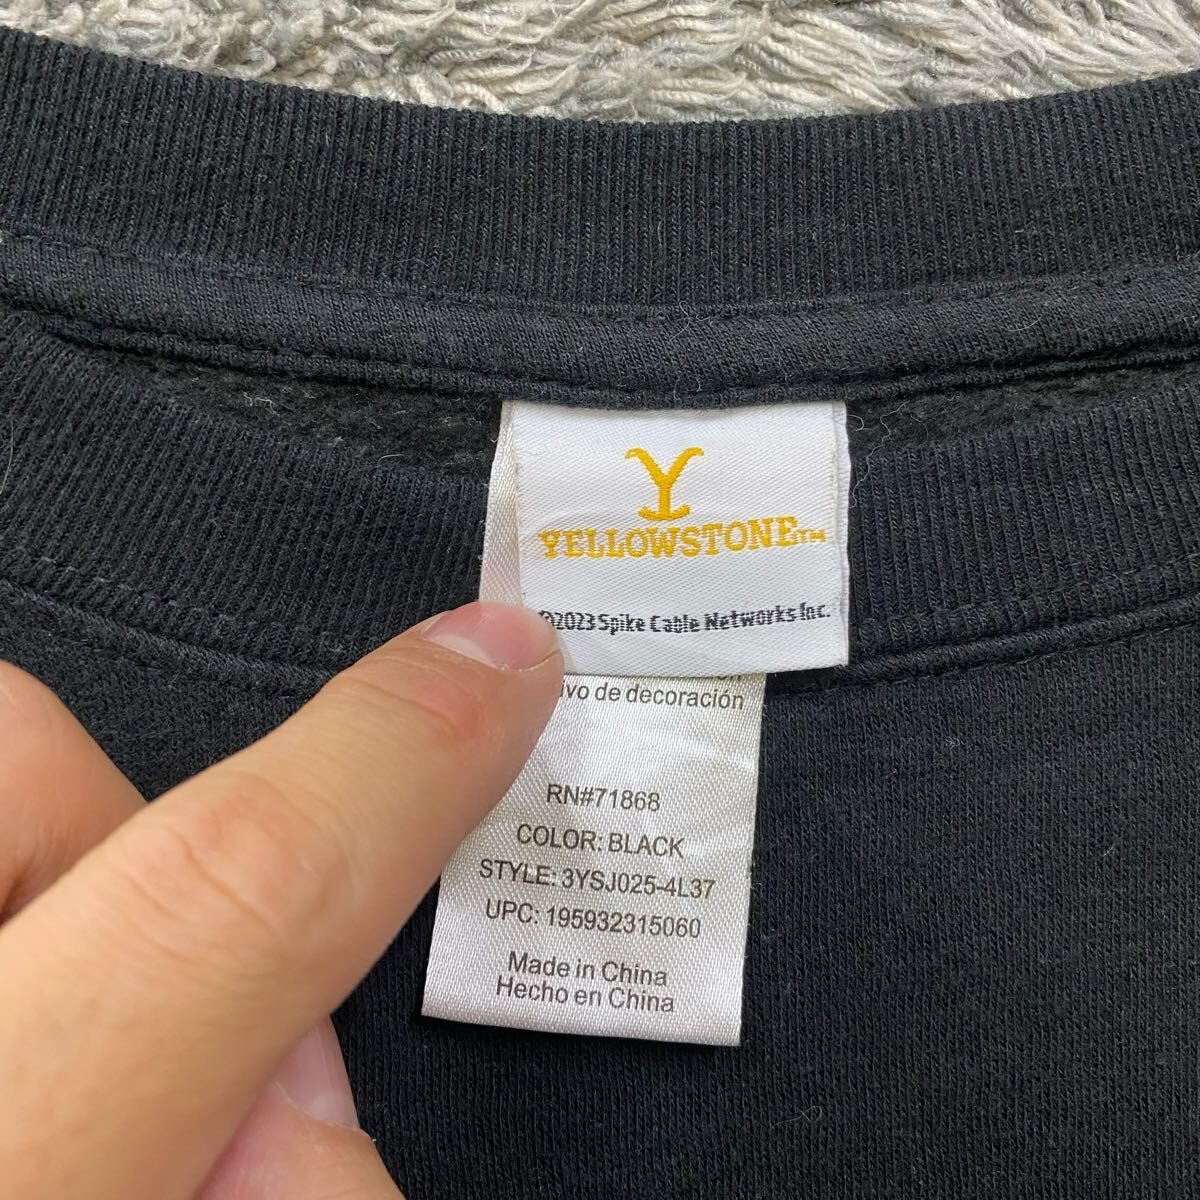 Y
YELLOWSTONE™
©2023 Spike Cable Networks Inc.
de decoración
RN#71868
COLOR: BLACK
STYLE: 3YSJ025-4L37
UPC: 195932315060
Made in China
Hecho en China